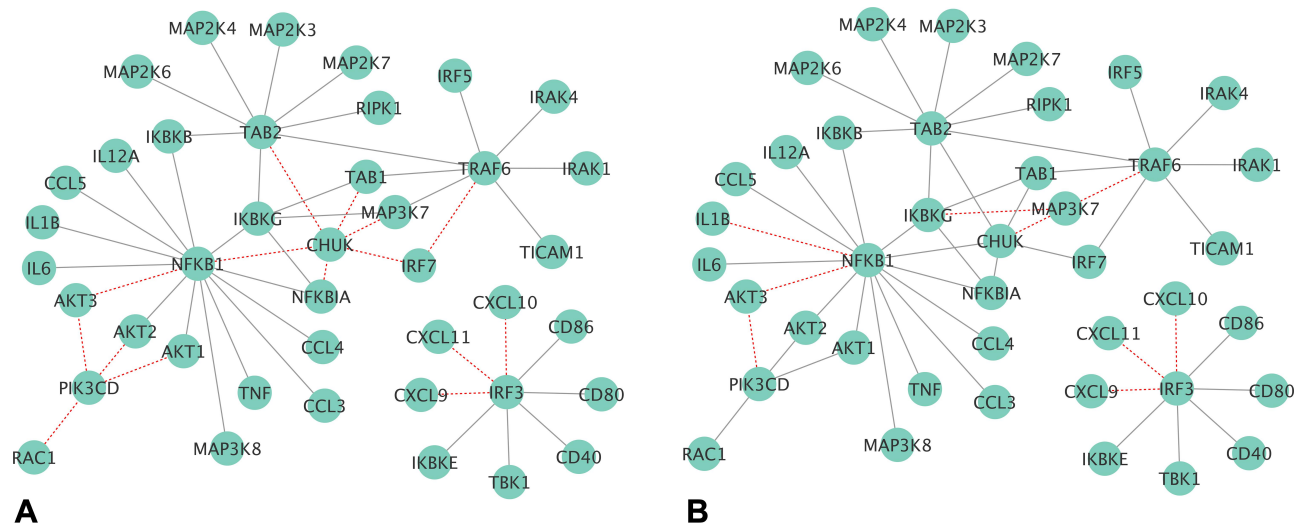 MAP2K4
MAP2K3
MAP2K6
MAP2K7
IRF5
RIPK1
IRAK4
IKBKB
TAB2
IL12A
TRAF6
IRAK1
CCL5
TAB1
IL1B
IKBKG
MAP3K7
CHUK
TICAM1
IL6
NFKB1
IRF7
AKT3
NFKBIA
CXCL10
AKT2
CXCL11
CD86
AKT1
CCL4
PIK3CD
TNF
CXCL9
IRF3
CD80
CCL3
MAP3K8
RAC1
IKBKE
CD40
TBK1
A
MAP2K4
MAP2K3
MAP2K6
MAP2K7
IRF5
RIPK1
IRAK4
IKBKB
TAB2
IL12A
TRAF6
IRAK1
CCL5
TAB1
IL1B
IKBKG
MAP3K7
CHUK
TICAM1
IL6
NFKB1
IRF7
AKT3
NFKBIA
CXCL10
AKT2
CXCL11
CD86
AKT1
CCL4
PIK3CD
TNF
CXCL9
IRF3
CD80
CCL3
MAP3K8
RAC1
IKBKE
CD40
TBK1
B